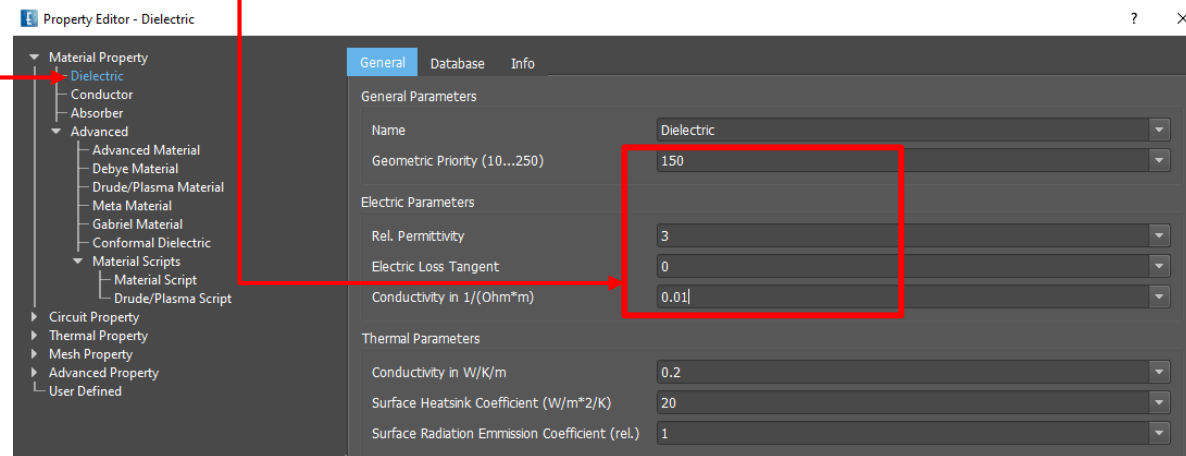 Property Editor - Dielectric
?
Material Property
Dielectric
Conductor
Absorber
Advanced
Advanced Material
Debye Material
Drude/Plasma Material
Meta Material
Gabriel Material
Conformal Dielectric
Material Scripts
Material Script
Drude/Plasma Script
Circuit Property
Thermal Property
Mesh Property
Advanced Property
User Defined
General Database Info
General Parameters
Name Dielectric
Geometric Priority (10...250) 150
Electric Parameters
Rel. Permittivity 3
Electric Loss Tangent 0
Conductivity in 1/(Ohm*m) 0.01
Thermal Parameters
Conductivity in W/K/m 0.2
Surface Heatsink Coefficient (W/m*2/K) 20
Surface Radiation Emmission Coefficient (rel.) 1